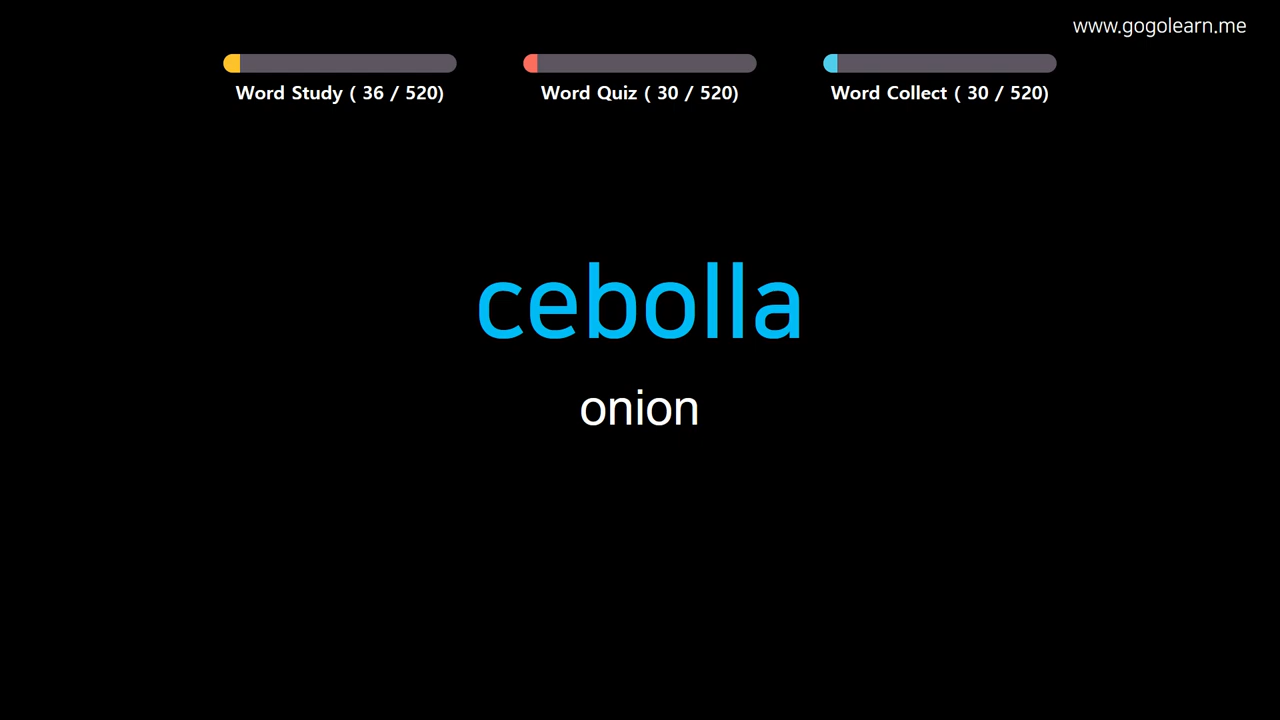 www.gogolearn.me
Word Study ( 36 / 520)
Word Quiz ( 30 / 520)
Word Collect ( 30 / 520)
cebolla
onion